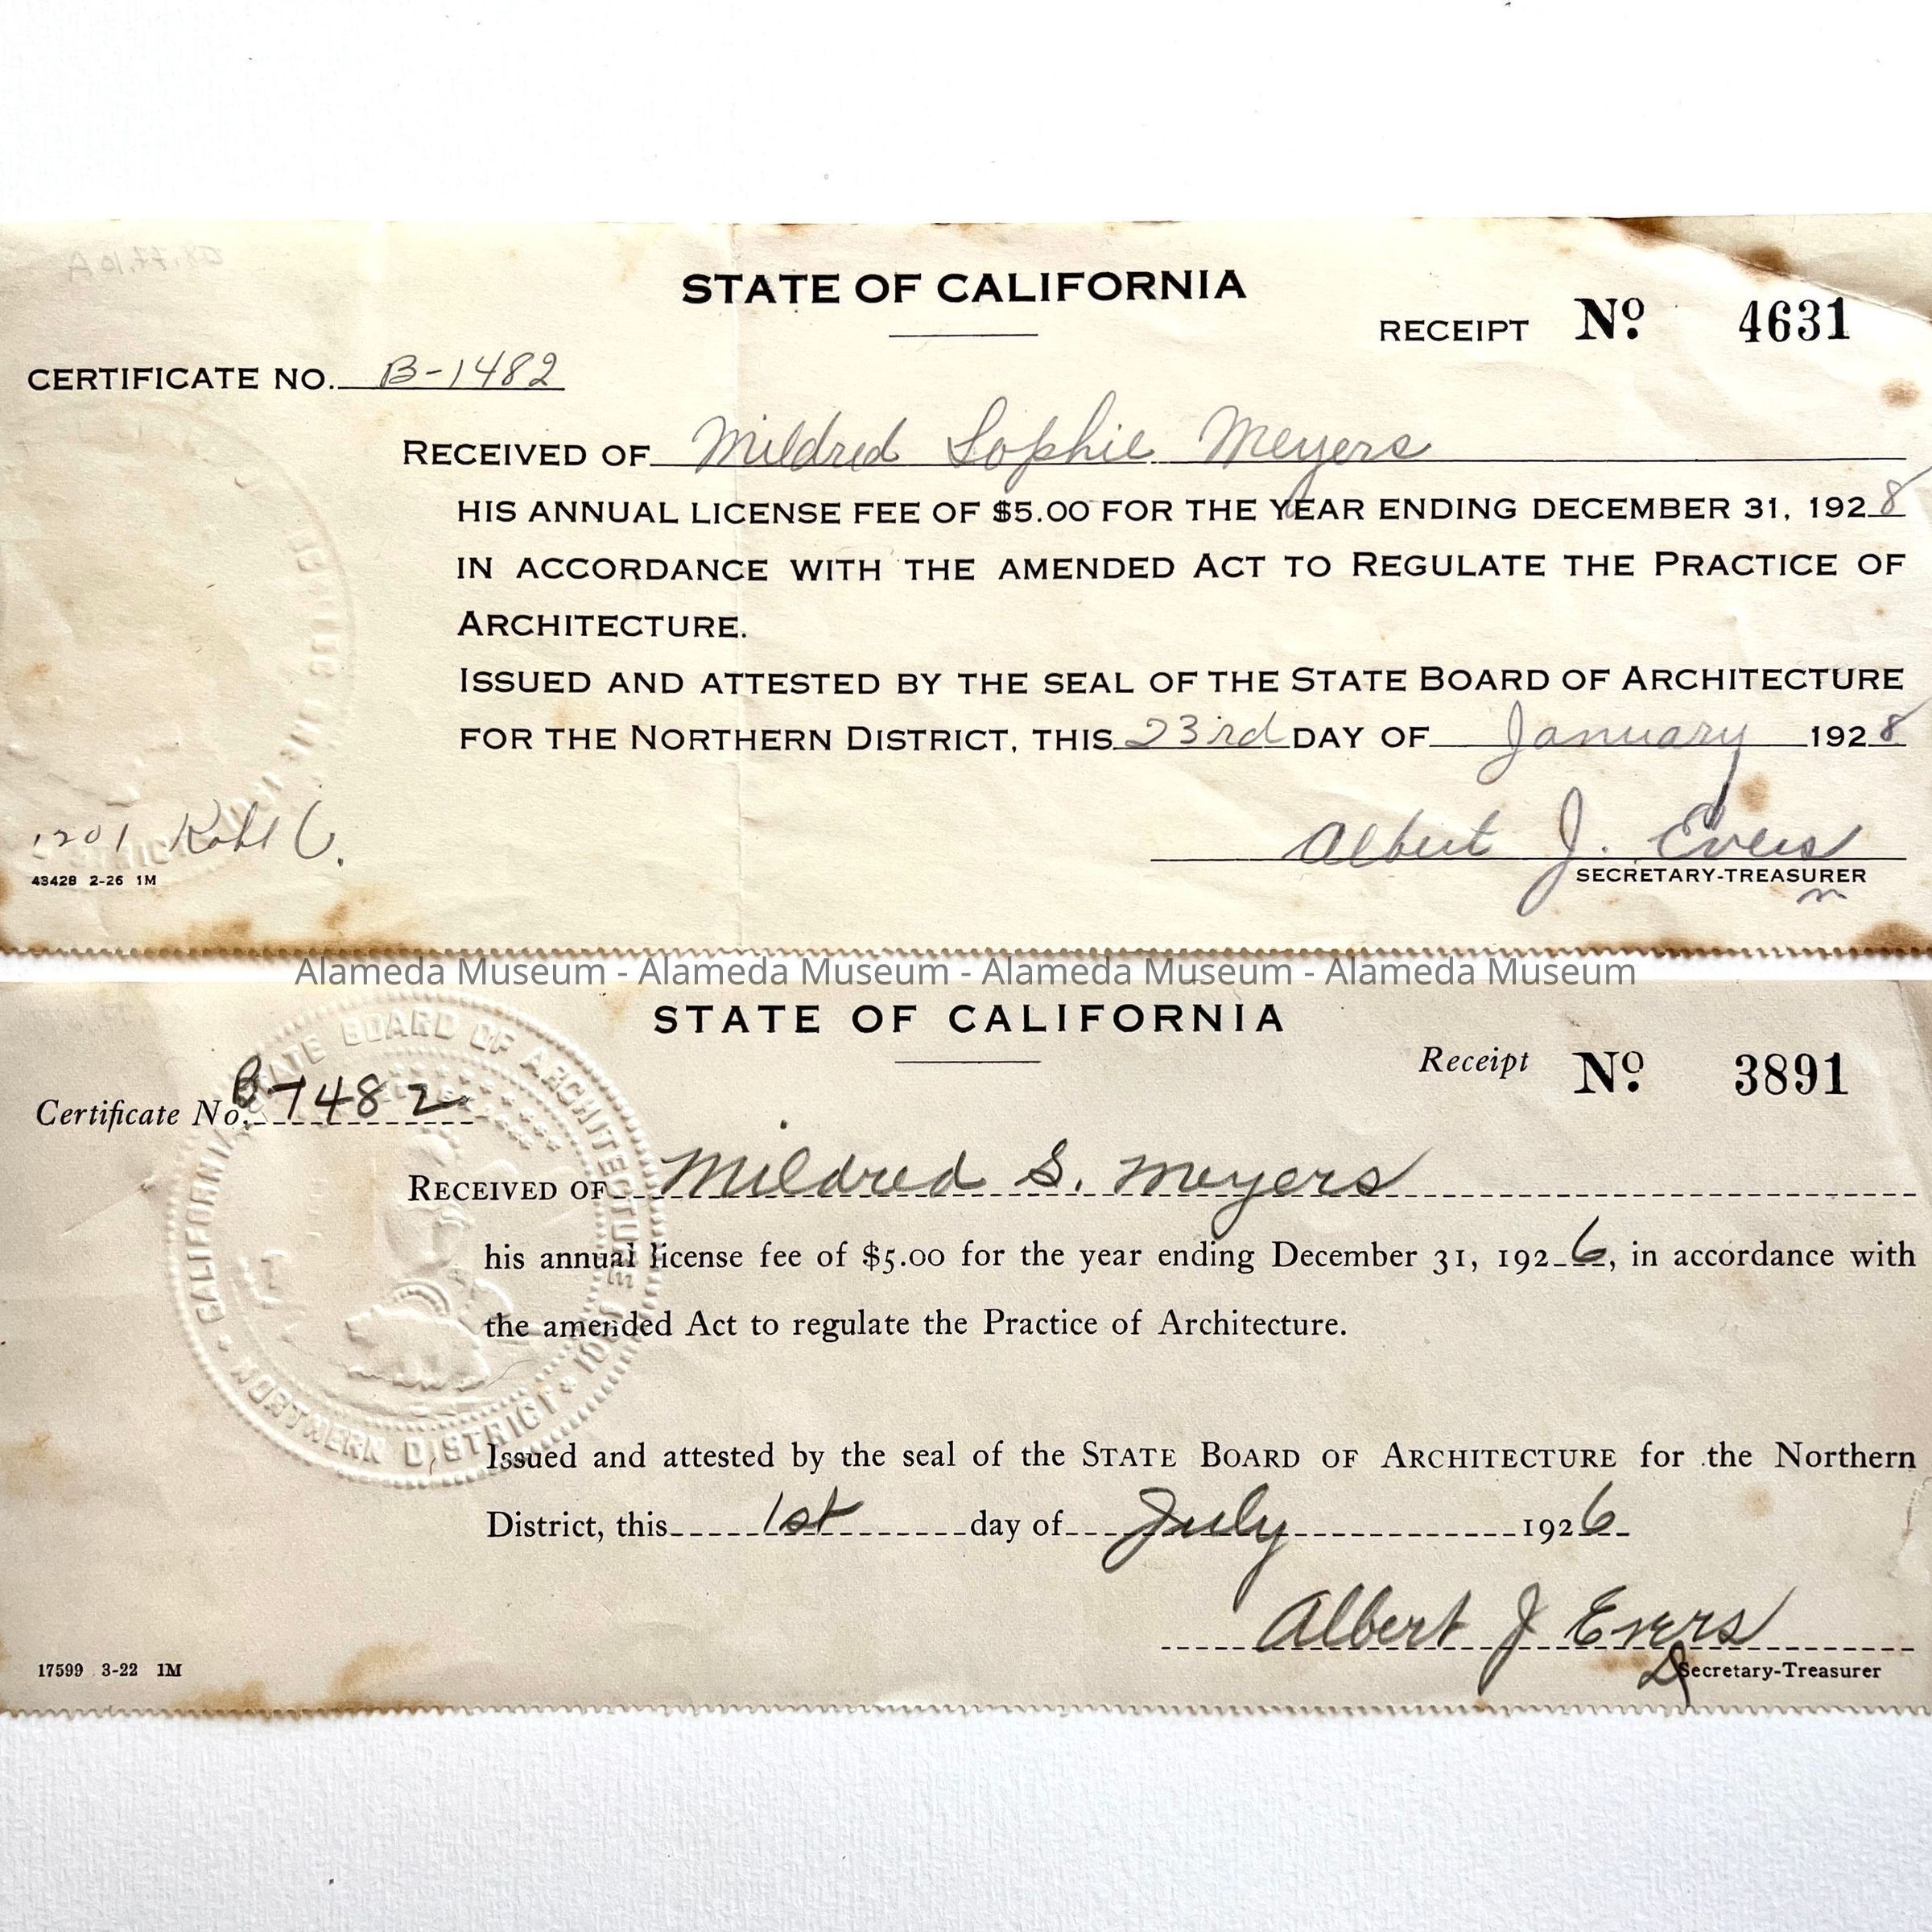 STATE OF CALIFORNIA
RECEIPT Nº 4631
CERTIFICATE NO. B-1482
RECEIVED OF Mildred Sophie Meyers
HIS ANNUAL LICENSE FEE OF $5.00 FOR THE YEAR ENDING DECEMBER 31, 1928
IN ACCORDANCE WITH THE AMENDED ACT TO REGULATE THE PRACTICE OF
ARCHITECTURE.
ISSUED AND ATTESTED BY THE SEAL OF THE STATE BOARD OF ARCHITECTURE
FOR THE NORTHERN DISTRICT, THIS 23rd DAY OF January 1928
1201 Kohl
Albert J. Evers
SECRETARY-TREASURER
43428 2-26 1M
Alameda Museum - Alameda Museum - Alameda Museum - Alameda Museum
STATE OF CALIFORNIA
Receipt Nº 3891
Certificate No. B-1482
CALIFORNIA STATE BOARD OF ARCHITECTURE 1901
NORTHERN DISTRICT
RECEIVED OF Mildred S. Meyers
his annual license fee of $5.00 for the year ending December 31, 1926, in accordance with
the amended Act to regulate the Practice of Architecture.
Issued and attested by the seal of the STATE BOARD OF ARCHITECTURE for the Northern
District, this 1st day of July 1926
Albert J Evers
Secretary-Treasurer
17599 3-22 1M